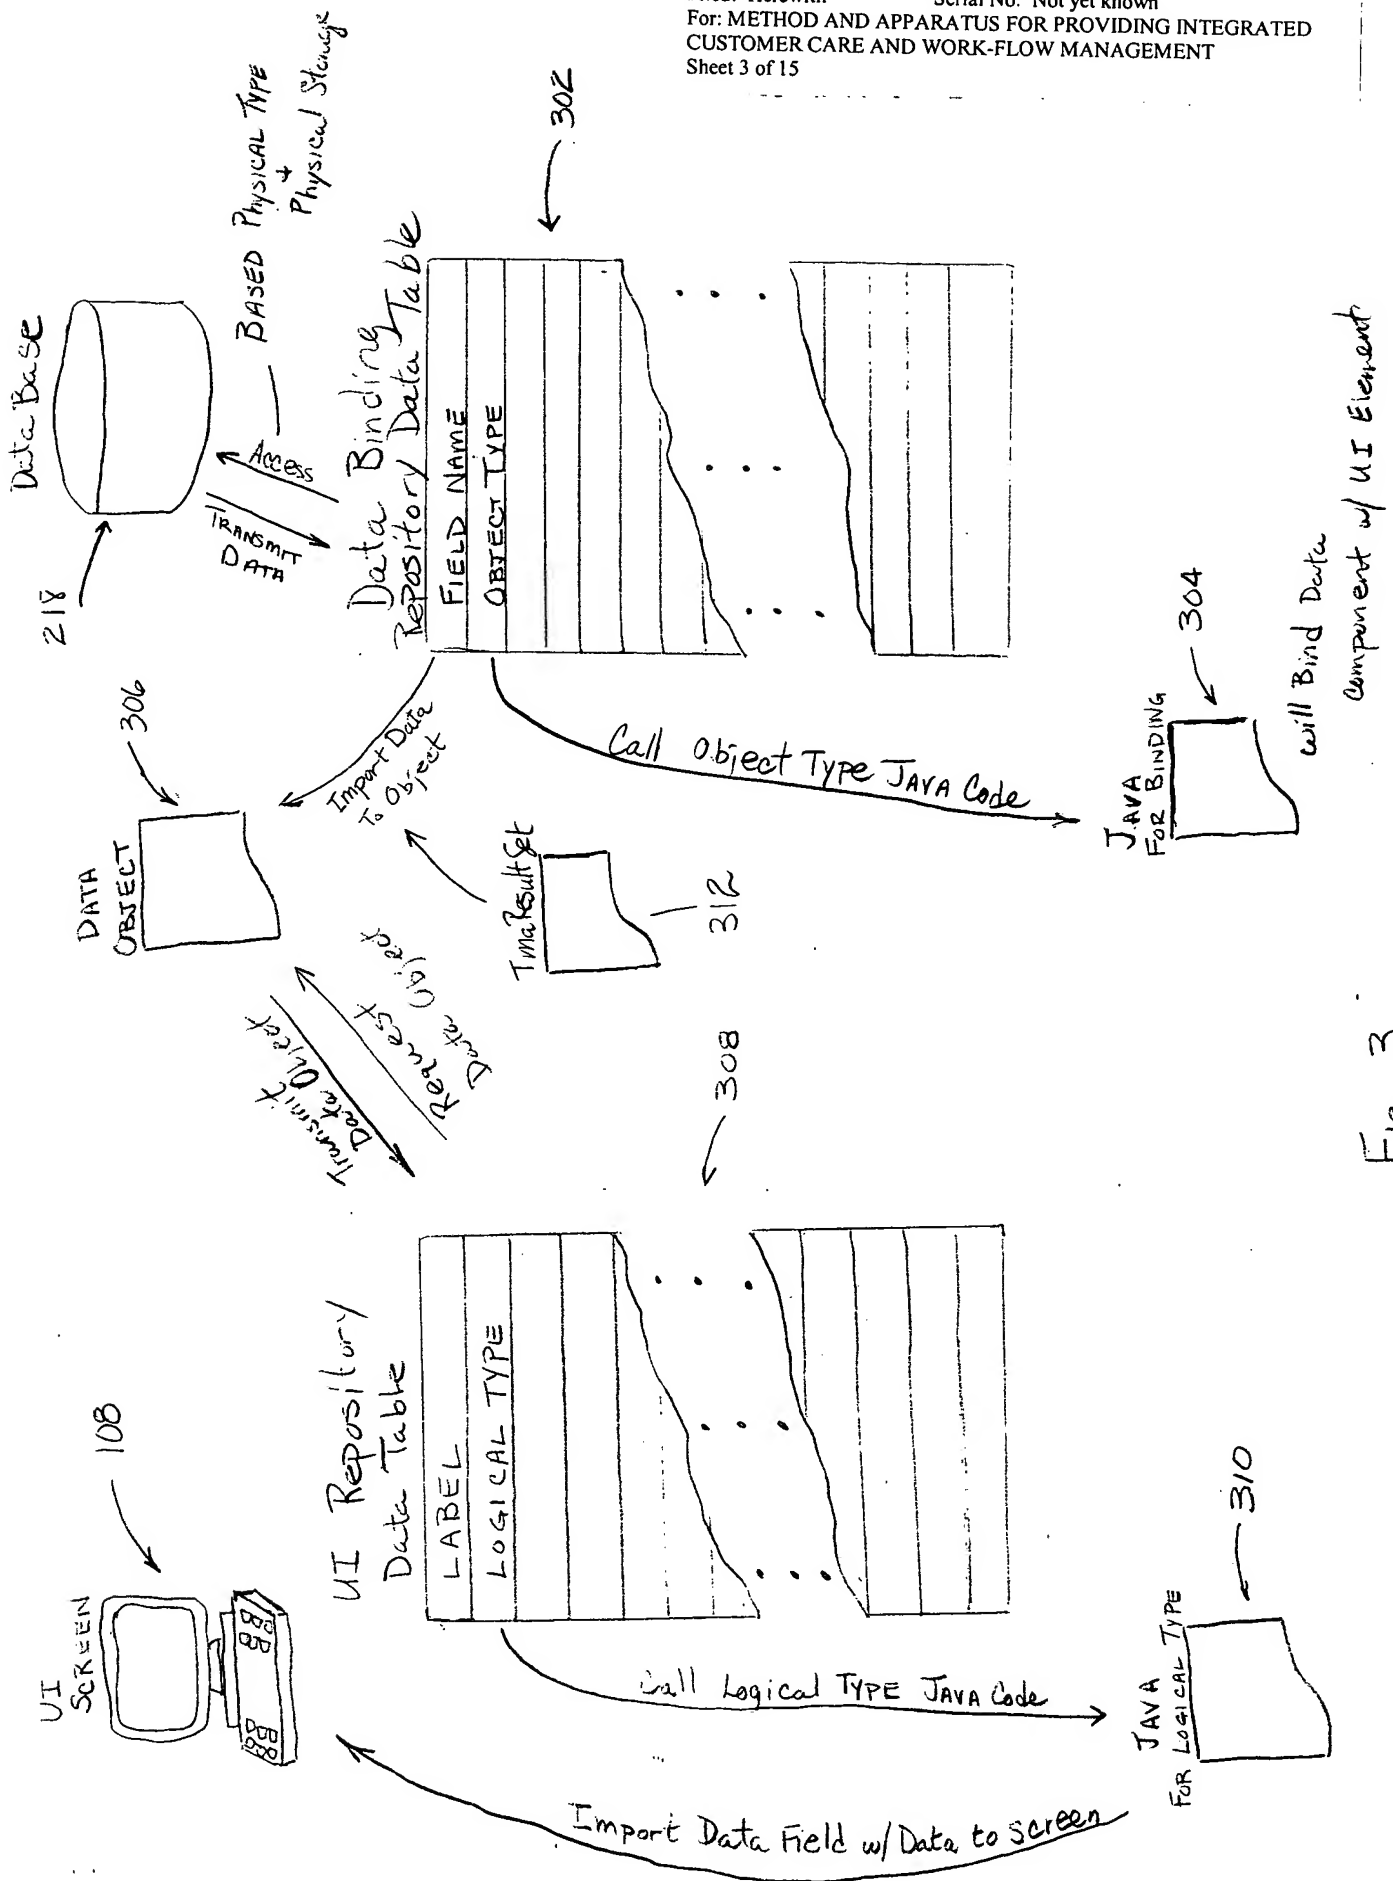 Serial No. Not yet known
For: METHOD AND APPARATUS FOR PROVIDING INTEGRATED
CUSTOMER CARE AND WORK-FLOW MANAGEMENT
Sheet 3 of 15
UI
SCREEN
108
UI Repository
Data Table
LABEL
LOGICAL TYPE
308
Call Logical TYPE JAVA Code
JAVA
FOR LOGICAL TYPE
310
Import Data Field w/Data to screen
Transmit
Data Object
Request
Data Object
DATA
OBJECT
306
TmaResultSet
312
Import Data
To Object
Data Base
218
Access
TRANSMIT
DATA
BASED Physical TYPE
+
Physical Storage
Data Binding
Repository Data Table
FIELD NAME
OBJECT TYPE
302
Call Object Type JAVA Code
JAVA
FOR BINDING
304
will Bind Data
component w/ UI Element
Fig. 3